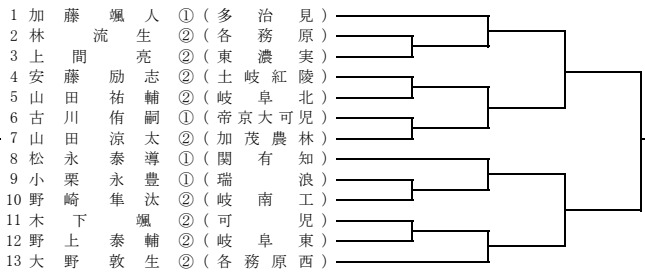 1 加藤颯人 ①(多治見)
2 林流生 ②(各務原)
3 上間亮 ②(東濃実)
4 安藤励志 ②(土岐紅陵)
5 山田祐輔 ②(岐阜北)
6 古川侑嗣 ①(帝京大可児)
7 山田涼太 ②(加茂農林)
8 松永泰導 ①(関有知)
9 小栗永豊 ①(瑞浪)
10 野崎隼汰 ②(岐南工)
11 木下颯 ②(可児)
12 野上泰輔 ②(岐阜東)
13 大野敦生 ②(各務原西)